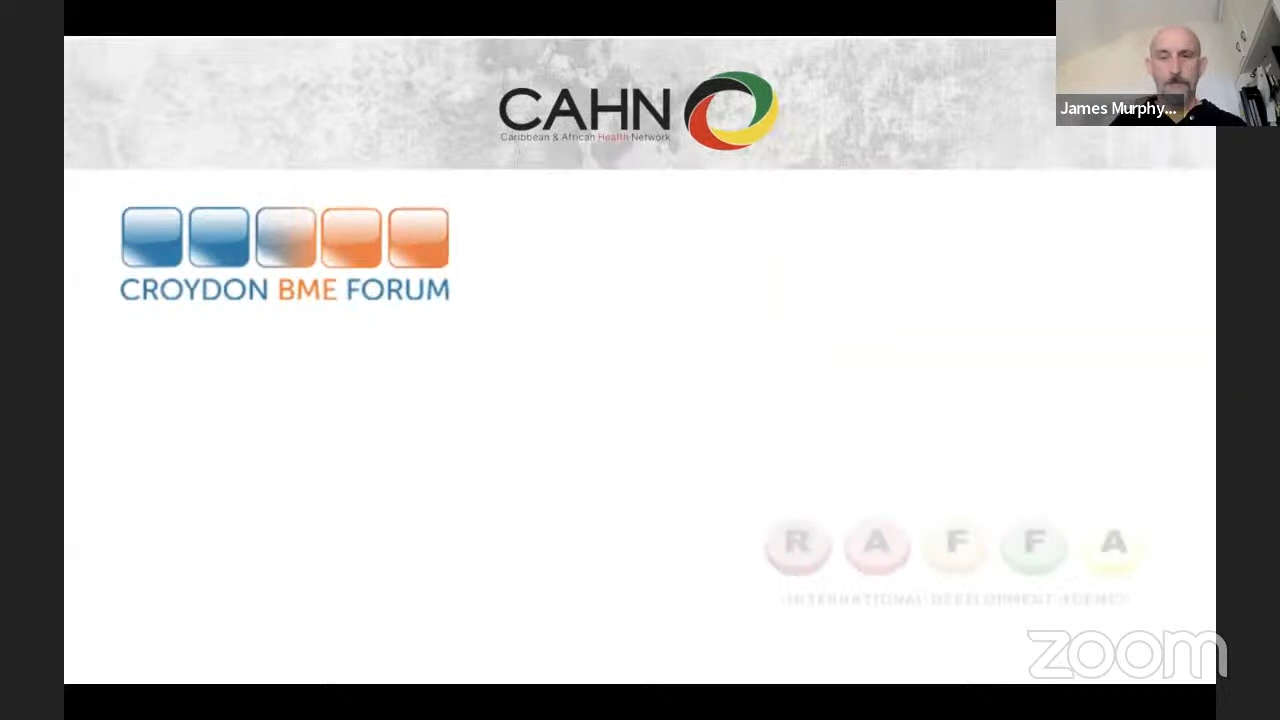 CAHN
Caribbean & African Health Network
James Murphy...
CROYDON BME FORUM
R A F F A
INTERNATIONAL DEVELOPMENT AGENCY
zoom